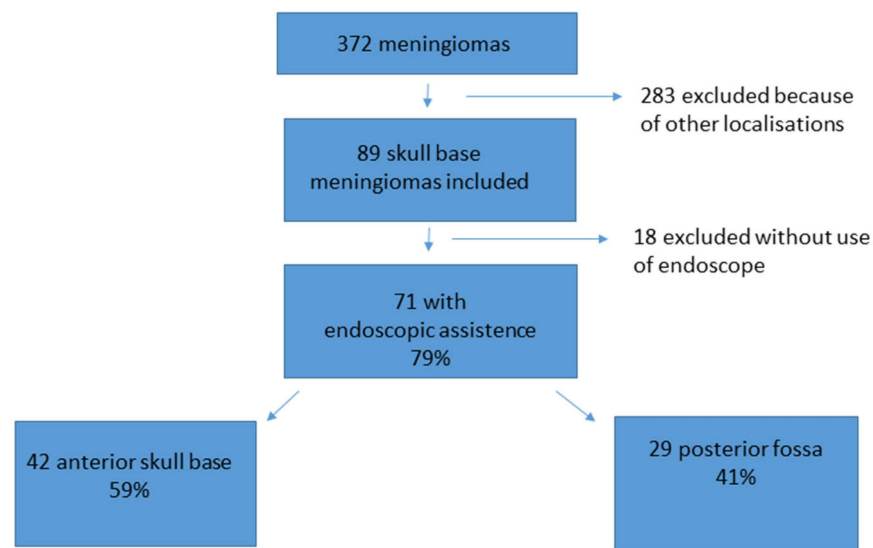 372 meningiomas
283 excluded because
of other localisations
89 skull base
meningiomas included
18 excluded without use
of endoscope
71 with
endoscopic assistence
79%
42 anterior skull base
59%
29 posterior fossa
41%